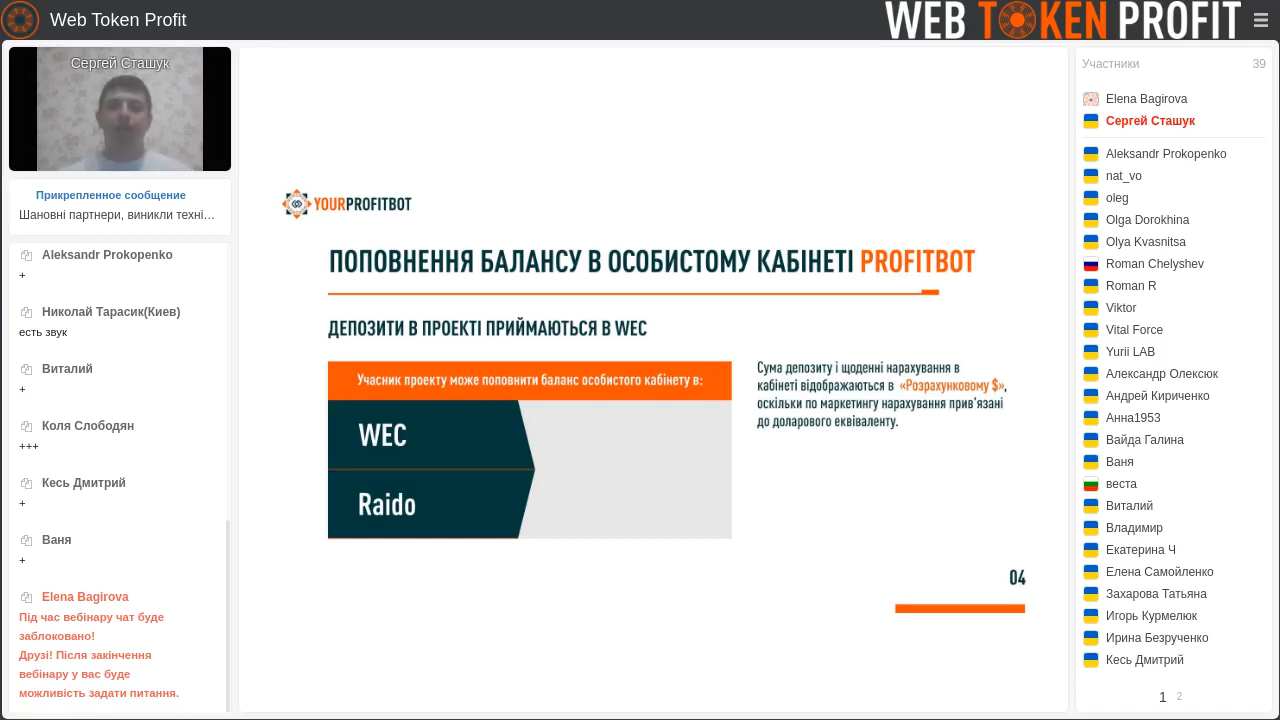 Web Token Profit
WEB TOKEN PROFIT
Сергей Сташук
Прикрепленное сообщение
Шановні партнери, виникли техні…
Aleksandr Prokopenko
+
Николай Тарасик(Киев)
есть звук
Виталий
+
Коля Слободян
+++
Кесь Дмитрий
+
Ваня
+
Elena Bagirova
Під час вебінару чат буде
заблоковано!
Друзі! Після закінчення
вебінару у вас буде
можливість задати питання.
YOURPROFITBOT
ПОПОВНЕННЯ БАЛАНСУ В ОСОБИСТОМУ КАБІНЕТІ PROFITBOT
ДЕПОЗИТИ В ПРОЕКТІ ПРИЙМАЮТЬСЯ В WEC
Учасник проекту може поповнити баланс особистого кабінету в:
WEC
Raido
Сума депозиту і щоденні нарахування в
кабінеті відображаються в «Розрахунковому $»,
оскільки по маркетингу нарахування прив'язані
до доларового еквіваленту.
04
Участники 39
Elena Bagirova
Сергей Сташук
Aleksandr Prokopenko
nat_vo
oleg
Olga Dorokhina
Olya Kvasnitsa
Roman Chelyshev
Roman R
Viktor
Vital Force
Yurii LAB
Александр Олексюк
Андрей Кириченко
Анна1953
Вайда Галина
Ваня
веста
Виталий
Владимир
Екатерина Ч
Елена Самойленко
Захарова Татьяна
Игорь Курмелюк
Ирина Безрученко
Кесь Дмитрий
1 2